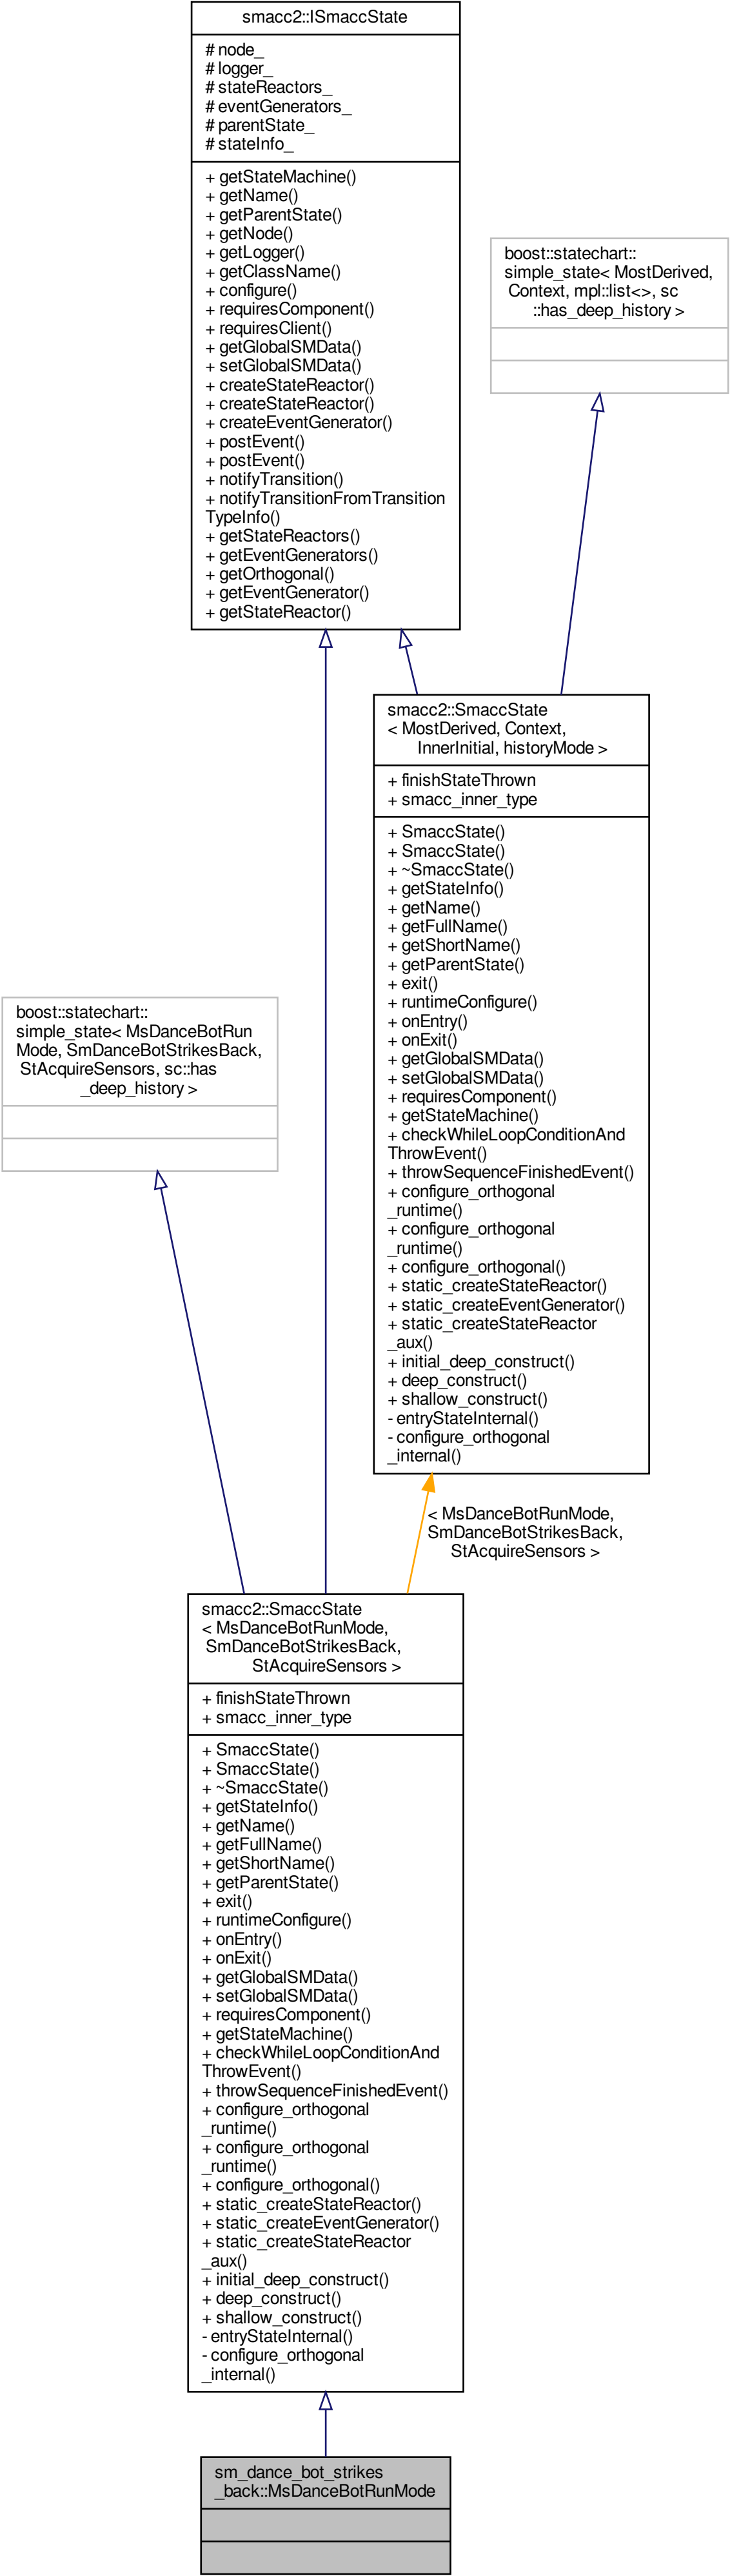 smacc2::ISmaccState
# node_
# logger_
# stateReactors_
# eventGenerators_
# parentState_
# stateInfo_
+ getStateMachine()
+ getName()
+ getParentState()
+ getNode()
+ getLogger()
+ getClassName()
+ configure()
+ requiresComponent()
+ requiresClient()
+ getGlobalSMData()
+ setGlobalSMData()
+ createStateReactor()
+ createStateReactor()
+ createEventGenerator()
+ postEvent()
+ postEvent()
+ notifyTransition()
+ notifyTransitionFromTransition
TypeInfo()
+ getStateReactors()
+ getEventGenerators()
+ getOrthogonal()
+ getEventGenerator()
+ getStateReactor()
boost::statechart::
simple_state< MostDerived,
Context, mpl::list<>, sc
::has_deep_history >
smacc2::SmaccState
< MostDerived, Context,
InnerInitial, historyMode >
+ finishStateThrown
+ smacc_inner_type
+ SmaccState()
+ SmaccState()
+ ~SmaccState()
+ getStateInfo()
+ getName()
+ getFullName()
+ getShortName()
+ getParentState()
+ exit()
+ runtimeConfigure()
+ onEntry()
+ onExit()
+ getGlobalSMData()
+ setGlobalSMData()
+ requiresComponent()
+ getStateMachine()
+ checkWhileLoopConditionAnd
ThrowEvent()
+ throwSequenceFinishedEvent()
+ configure_orthogonal
_runtime()
+ configure_orthogonal
_runtime()
+ configure_orthogonal()
+ static_createStateReactor()
+ static_createEventGenerator()
+ static_createStateReactor
_aux()
+ initial_deep_construct()
+ deep_construct()
+ shallow_construct()
- entryStateInternal()
- configure_orthogonal
_internal()
boost::statechart::
simple_state< MsDanceBotRun
Mode, SmDanceBotStrikesBack,
StAcquireSensors, sc::has
_deep_history >
< MsDanceBotRunMode,
SmDanceBotStrikesBack,
StAcquireSensors >
smacc2::SmaccState
< MsDanceBotRunMode,
SmDanceBotStrikesBack,
StAcquireSensors >
+ finishStateThrown
+ smacc_inner_type
+ SmaccState()
+ SmaccState()
+ ~SmaccState()
+ getStateInfo()
+ getName()
+ getFullName()
+ getShortName()
+ getParentState()
+ exit()
+ runtimeConfigure()
+ onEntry()
+ onExit()
+ getGlobalSMData()
+ setGlobalSMData()
+ requiresComponent()
+ getStateMachine()
+ checkWhileLoopConditionAnd
ThrowEvent()
+ throwSequenceFinishedEvent()
+ configure_orthogonal
_runtime()
+ configure_orthogonal
_runtime()
+ configure_orthogonal()
+ static_createStateReactor()
+ static_createEventGenerator()
+ static_createStateReactor
_aux()
+ initial_deep_construct()
+ deep_construct()
+ shallow_construct()
- entryStateInternal()
- configure_orthogonal
_internal()
sm_dance_bot_strikes
_back::MsDanceBotRunMode